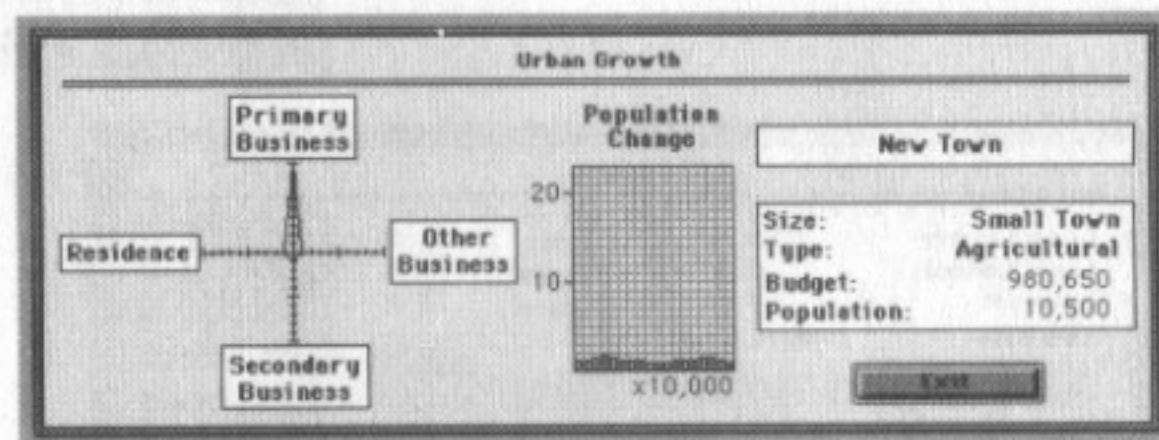 Urban Growth
Primary
Business
Residence
Other
Business
Secondary
Business
Population
Change
20
10
x10,000
New Town
Size: Small Town
Type: Agricultural
Budget: 980,650
Population: 10,500
Exit